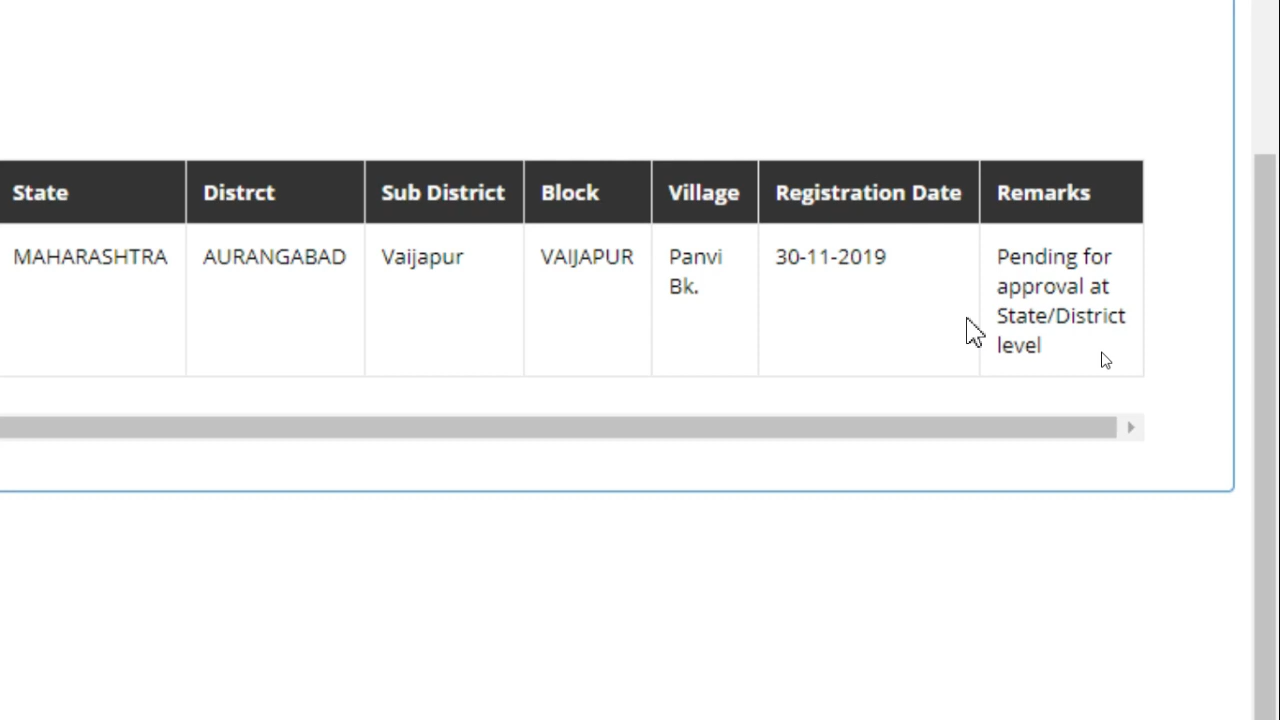 State Distrct Sub District Block Village Registration Date Remarks
MAHARASHTRA AURANGABAD Vaijapur VAIJAPUR Panvi 30-11-2019 Pending for
Bk. approval at
State/District
level